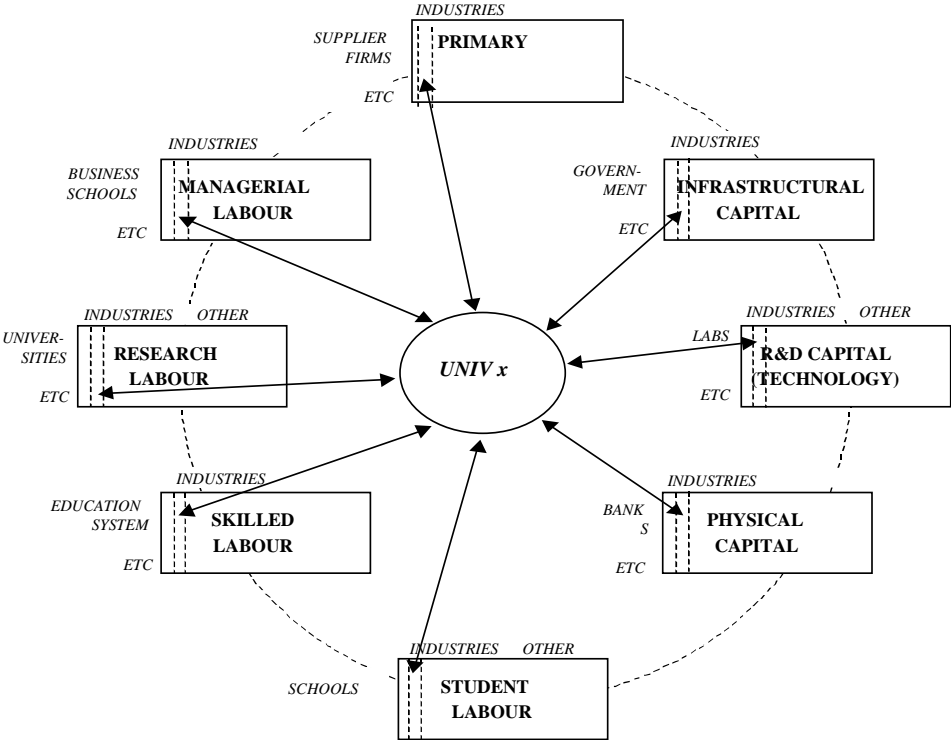 INDUSTRIES
SUPPLIER
FIRMS
PRIMARY
ETC
INDUSTRIES
BUSINESS
SCHOOLS
MANAGERIAL
LABOUR
ETC
INDUSTRIES
GOVERN-
MENT
INFRASTRUCTURAL
CAPITAL
ETC
INDUSTRIES OTHER
UNIVER-
SITIES
RESEARCH
LABOUR
ETC
UNIV x
INDUSTRIES OTHER
LABS
R&D CAPITAL
(TECHNOLOGY)
ETC
INDUSTRIES
EDUCATION
SYSTEM
SKILLED
LABOUR
ETC
INDUSTRIES
BANK
S
PHYSICAL
CAPITAL
ETC
INDUSTRIES OTHER
SCHOOLS
STUDENT
LABOUR